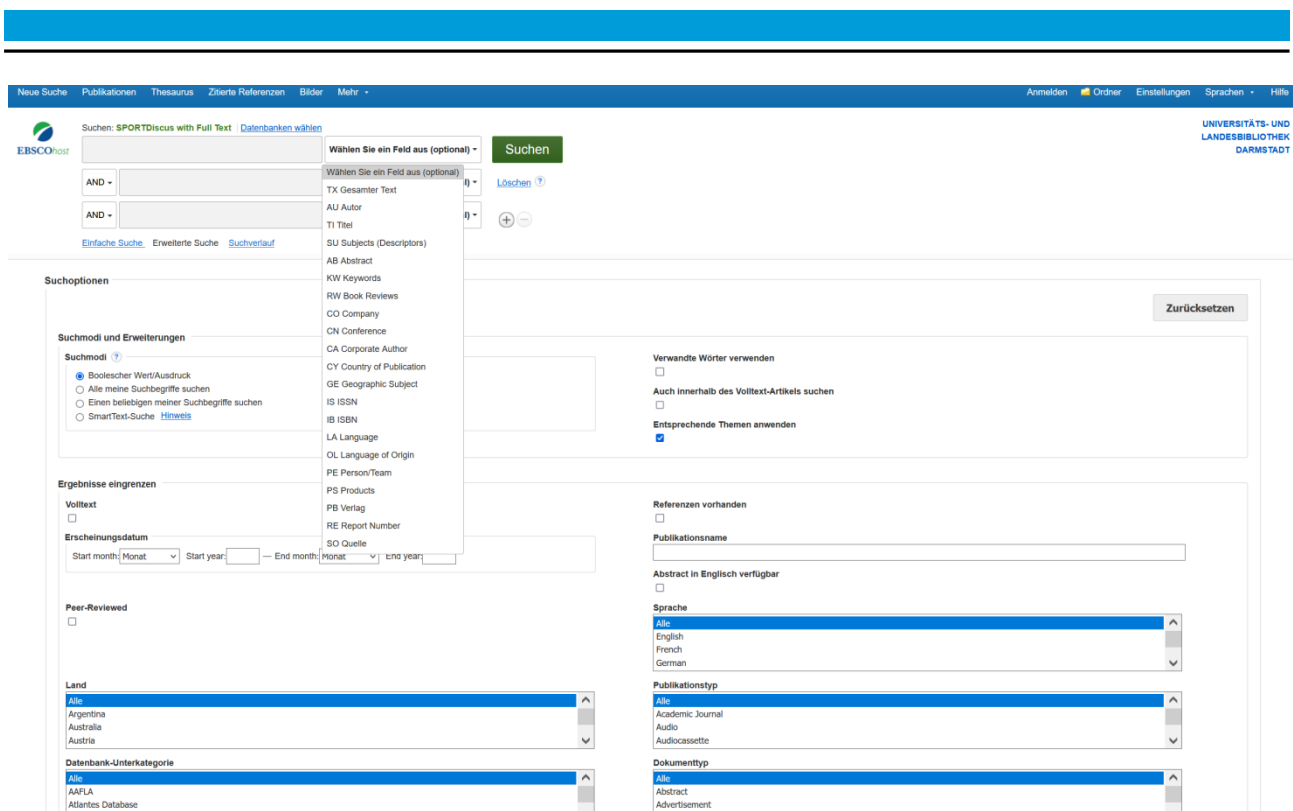 Neue Suche Publikationen Thesaurus Zitierte Referenzen Bilder Mehr Anmelden Ordner Einstellungen Sprachen Hilfe
Suchen: SPORTDiscus with Full Text Datenbanken wählen
UNIVERSITÄTS- UND
LANDESBIBLIOTHEK
DARMSTADT
EBSCOhost
Wählen Sie ein Feld aus (optional) Suchen
Wählen Sie ein Feld aus (optional)
AND l) Löschen ?
TX Gesamter Text
AU Autor
AND l)
TI Titel
Einfache Suche Erweiterte Suche Suchverlauf
SU Subjects (Descriptors)
AB Abstract
KW Keywords
RW Book Reviews
CO Company
CN Conference
CA Corporate Author
CY Country of Publication
GE Geographic Subject
IS ISSN
IB ISBN
LA Language
OL Language of Origin
PE Person/Team
PS Products
PB Verlag
RE Report Number
SO Quelle
Suchoptionen
Zurücksetzen
Suchmodi und Erweiterungen
Suchmodi ?
Boolescher Wert/Ausdruck
Alle meine Suchbegriffe suchen
Einen beliebigen meiner Suchbegriffe suchen
SmartText-Suche Hinweis
Verwandte Wörter verwenden
Auch innerhalb des Volltext-Artikels suchen
Entsprechende Themen anwenden
Ergebnisse eingrenzen
Volltext
Referenzen vorhanden
Erscheinungsdatum
Start month: Monat Start year: — End month: Monat End year:
Publikationsname
Abstract in Englisch verfügbar
Peer-Reviewed
Sprache
Alle
English
French
German
Land
Alle
Argentina
Australia
Austria
Publikationstyp
Alle
Academic Journal
Audio
Audiocassette
Datenbank-Unterkategorie
Alle
AAFLA
Atlantes Database
Dokumenttyp
Alle
Abstract
Advertisement